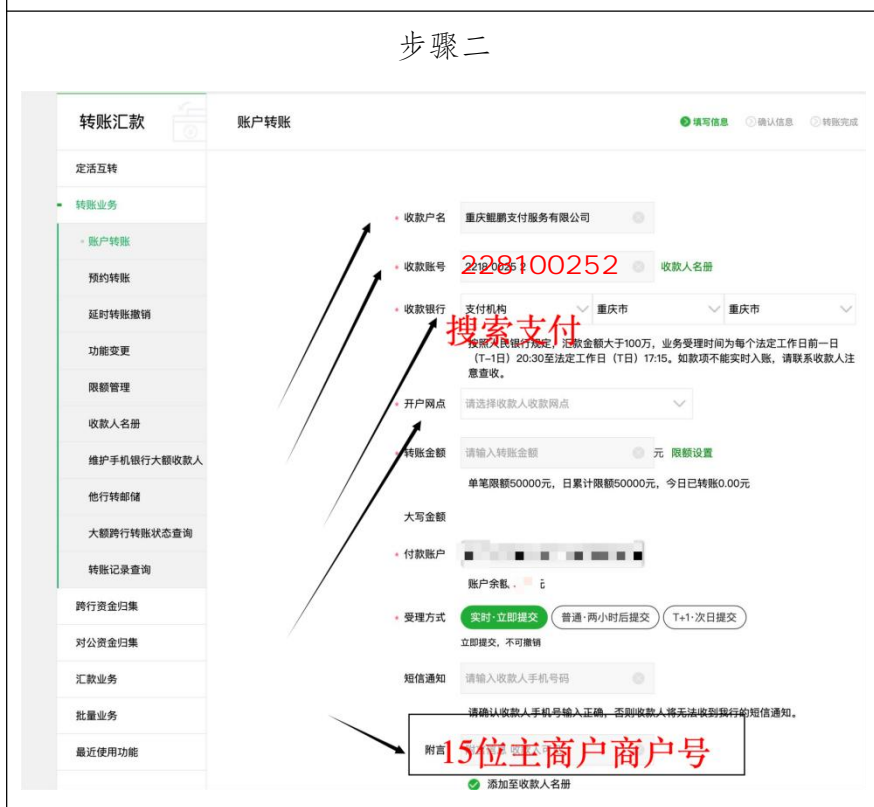 步骤二
转账汇款
账户转账
填写信息 确认信息 转账完成
定活互转
转账业务
账户转账
预约转账
延时转账撤销
功能变更
限额管理
收款人名册
维护手机银行大额收款人
他行转邮储
大额跨行转账状态查询
转账记录查询
跨行资金归集
对公资金归集
汇款业务
批量业务
最近使用功能
* 收款户名 重庆鲲鹏支付服务有限公司
* 收款账号 228100252 收款人名册
* 收款银行 支付机构 重庆市 重庆市
搜索支付
按照人民银行规定，汇款金额大于100万，业务受理时间为每个法定工作日前一日
（T-1日）20:30至法定工作日（T日）17:15。如款项不能实时入账，请联系收款人注
意查收。
* 开户网点 请选择收款人收款网点
* 转账金额 请输入转账金额 元 限额设置
单笔限额50000元，日累计限额50000元，今日已转账0.00元
大写金额
* 付款账户
账户余额
* 受理方式 实时·立即提交 普通·两小时后提交 T+1·次日提交
立即提交，不可撤销
短信通知 请输入收款人手机号码
请确认收款人手机号输入正确，否则收款人将无法收到我行的短信通知。
附言 15位主商户商户号
添加至收款人名册